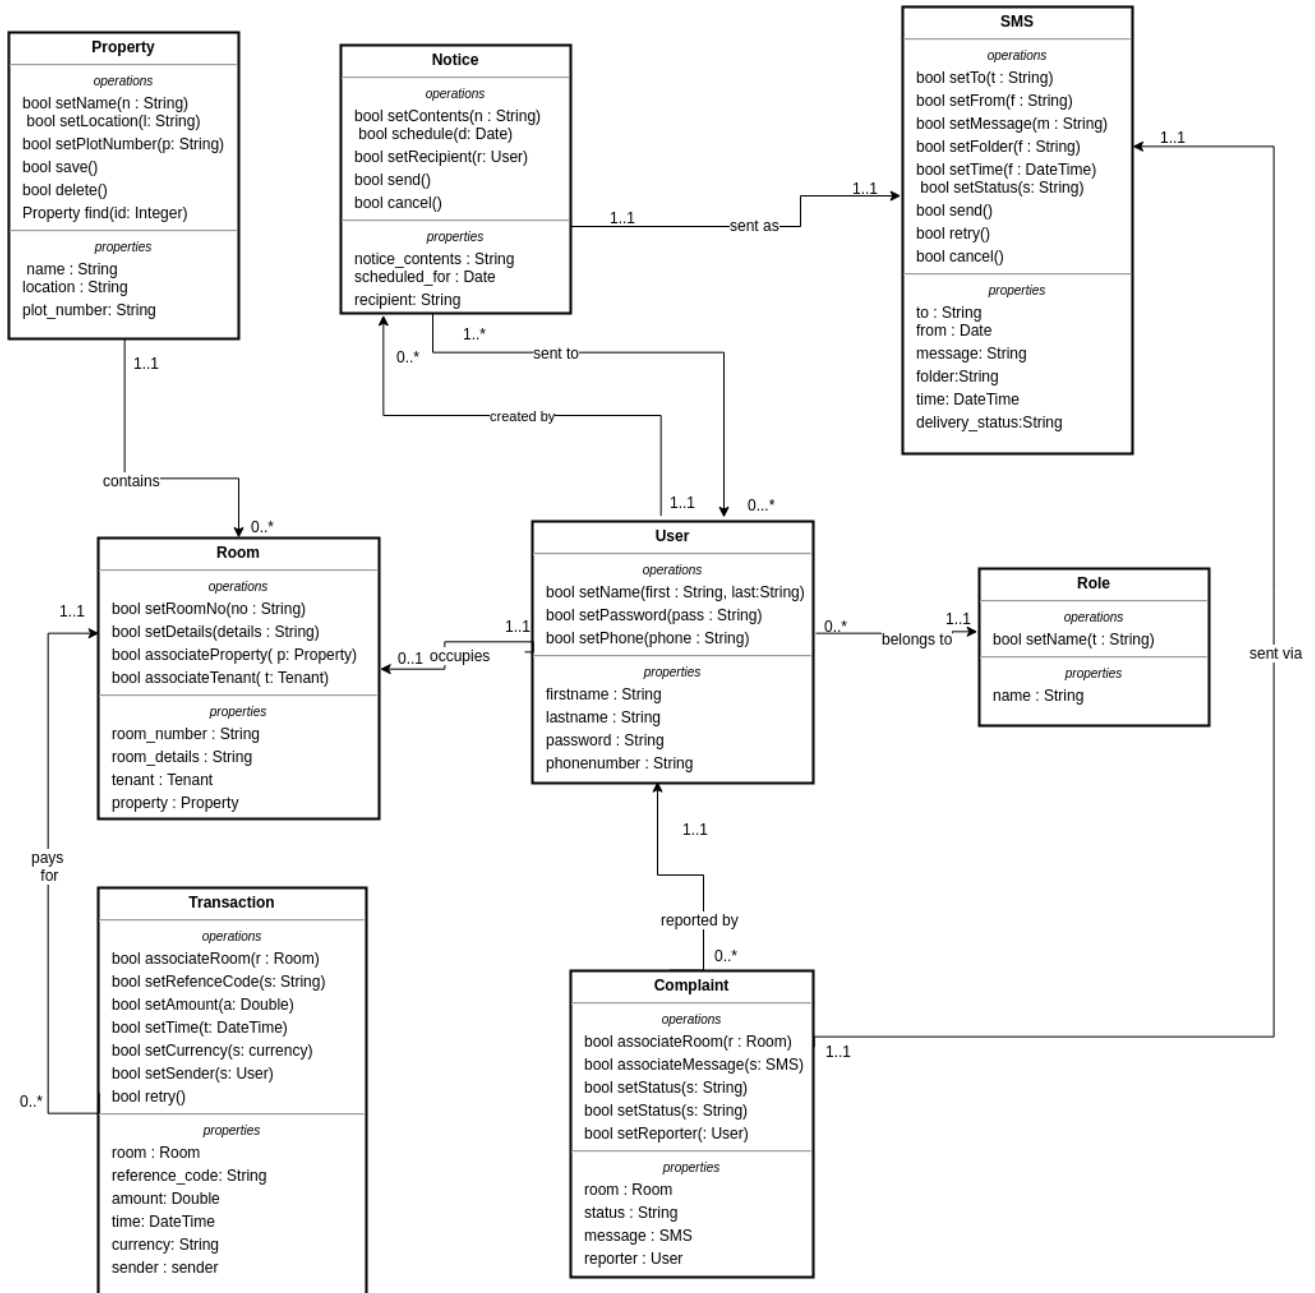 Property
operations
bool setName(n : String)
bool setLocation(l: String)
bool setPlotNumber(p: String)
bool save()
bool delete()
Property find(id: Integer)
properties
name : String
location : String
plot_number: String
1..1
contains
0..*
Notice
operations
bool setContents(n : String)
bool schedule(d: Date)
bool setRecipient(r: User)
bool send()
bool cancel()
properties
notice_contents : String
scheduled_for : Date
recipient: String
1..1
sent as
1..1
0..*
1..*
sent to
created by
1..1
0...*
SMS
operations
bool setTo(t : String)
bool setFrom(f : String)
bool setMessage(m : String)
bool setFolder(f : String)
bool setTime(f : DateTime)
bool setStatus(s: String)
bool send()
bool retry()
bool cancel()
properties
to : String
from : Date
message: String
folder:String
time: DateTime
delivery_status:String
1..1
sent via
Room
operations
bool setRoomNo(no : String)
bool setDetails(details : String)
bool associateProperty( p: Property)
bool associateTenant( t: Tenant)
properties
room_number : String
room_details : String
tenant : Tenant
property : Property
1..1
0..1
occupies
1..1
User
operations
bool setName(first : String, last:String)
bool setPassword(pass : String)
bool setPhone(phone : String)
properties
firstname : String
lastname : String
password : String
phonenumber : String
0..*
belongs to
1..1
Role
operations
bool setName(t : String)
properties
name : String
1..1
reported by
0..*
pays
for
0..*
Transaction
operations
bool associateRoom(r : Room)
bool setRefenceCode(s: String)
bool setAmount(a: Double)
bool setTime(t: DateTime)
bool setCurrency(s: currency)
bool setSender(s: User)
bool retry()
properties
room : Room
reference_code: String
amount: Double
time: DateTime
currency: String
sender : sender
Complaint
operations
bool associateRoom(r : Room)
bool associateMessage(s: SMS)
bool setStatus(s: String)
bool setStatus(s: String)
bool setReporter(: User)
properties
room : Room
status : String
message : SMS
reporter : User
1..1